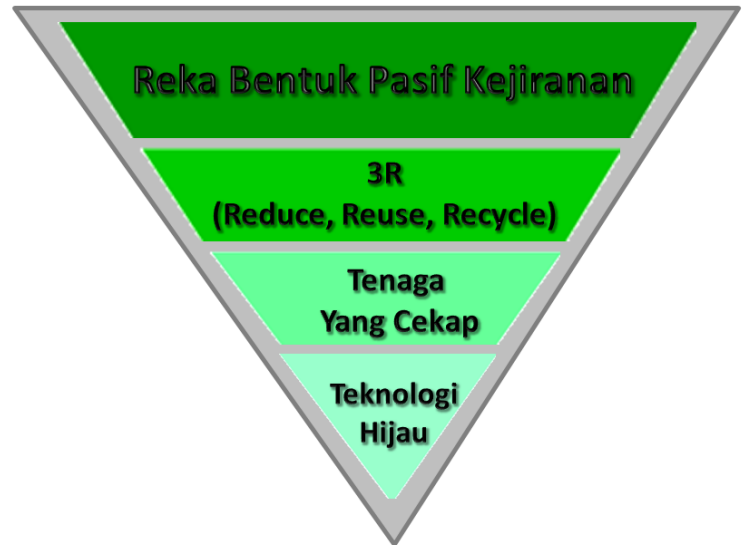 Reka Bentuk Pasif Kejiranan
3R
(Reduce, Reuse, Recycle)
Tenaga
Yang Cekap
Teknologi
Hijau